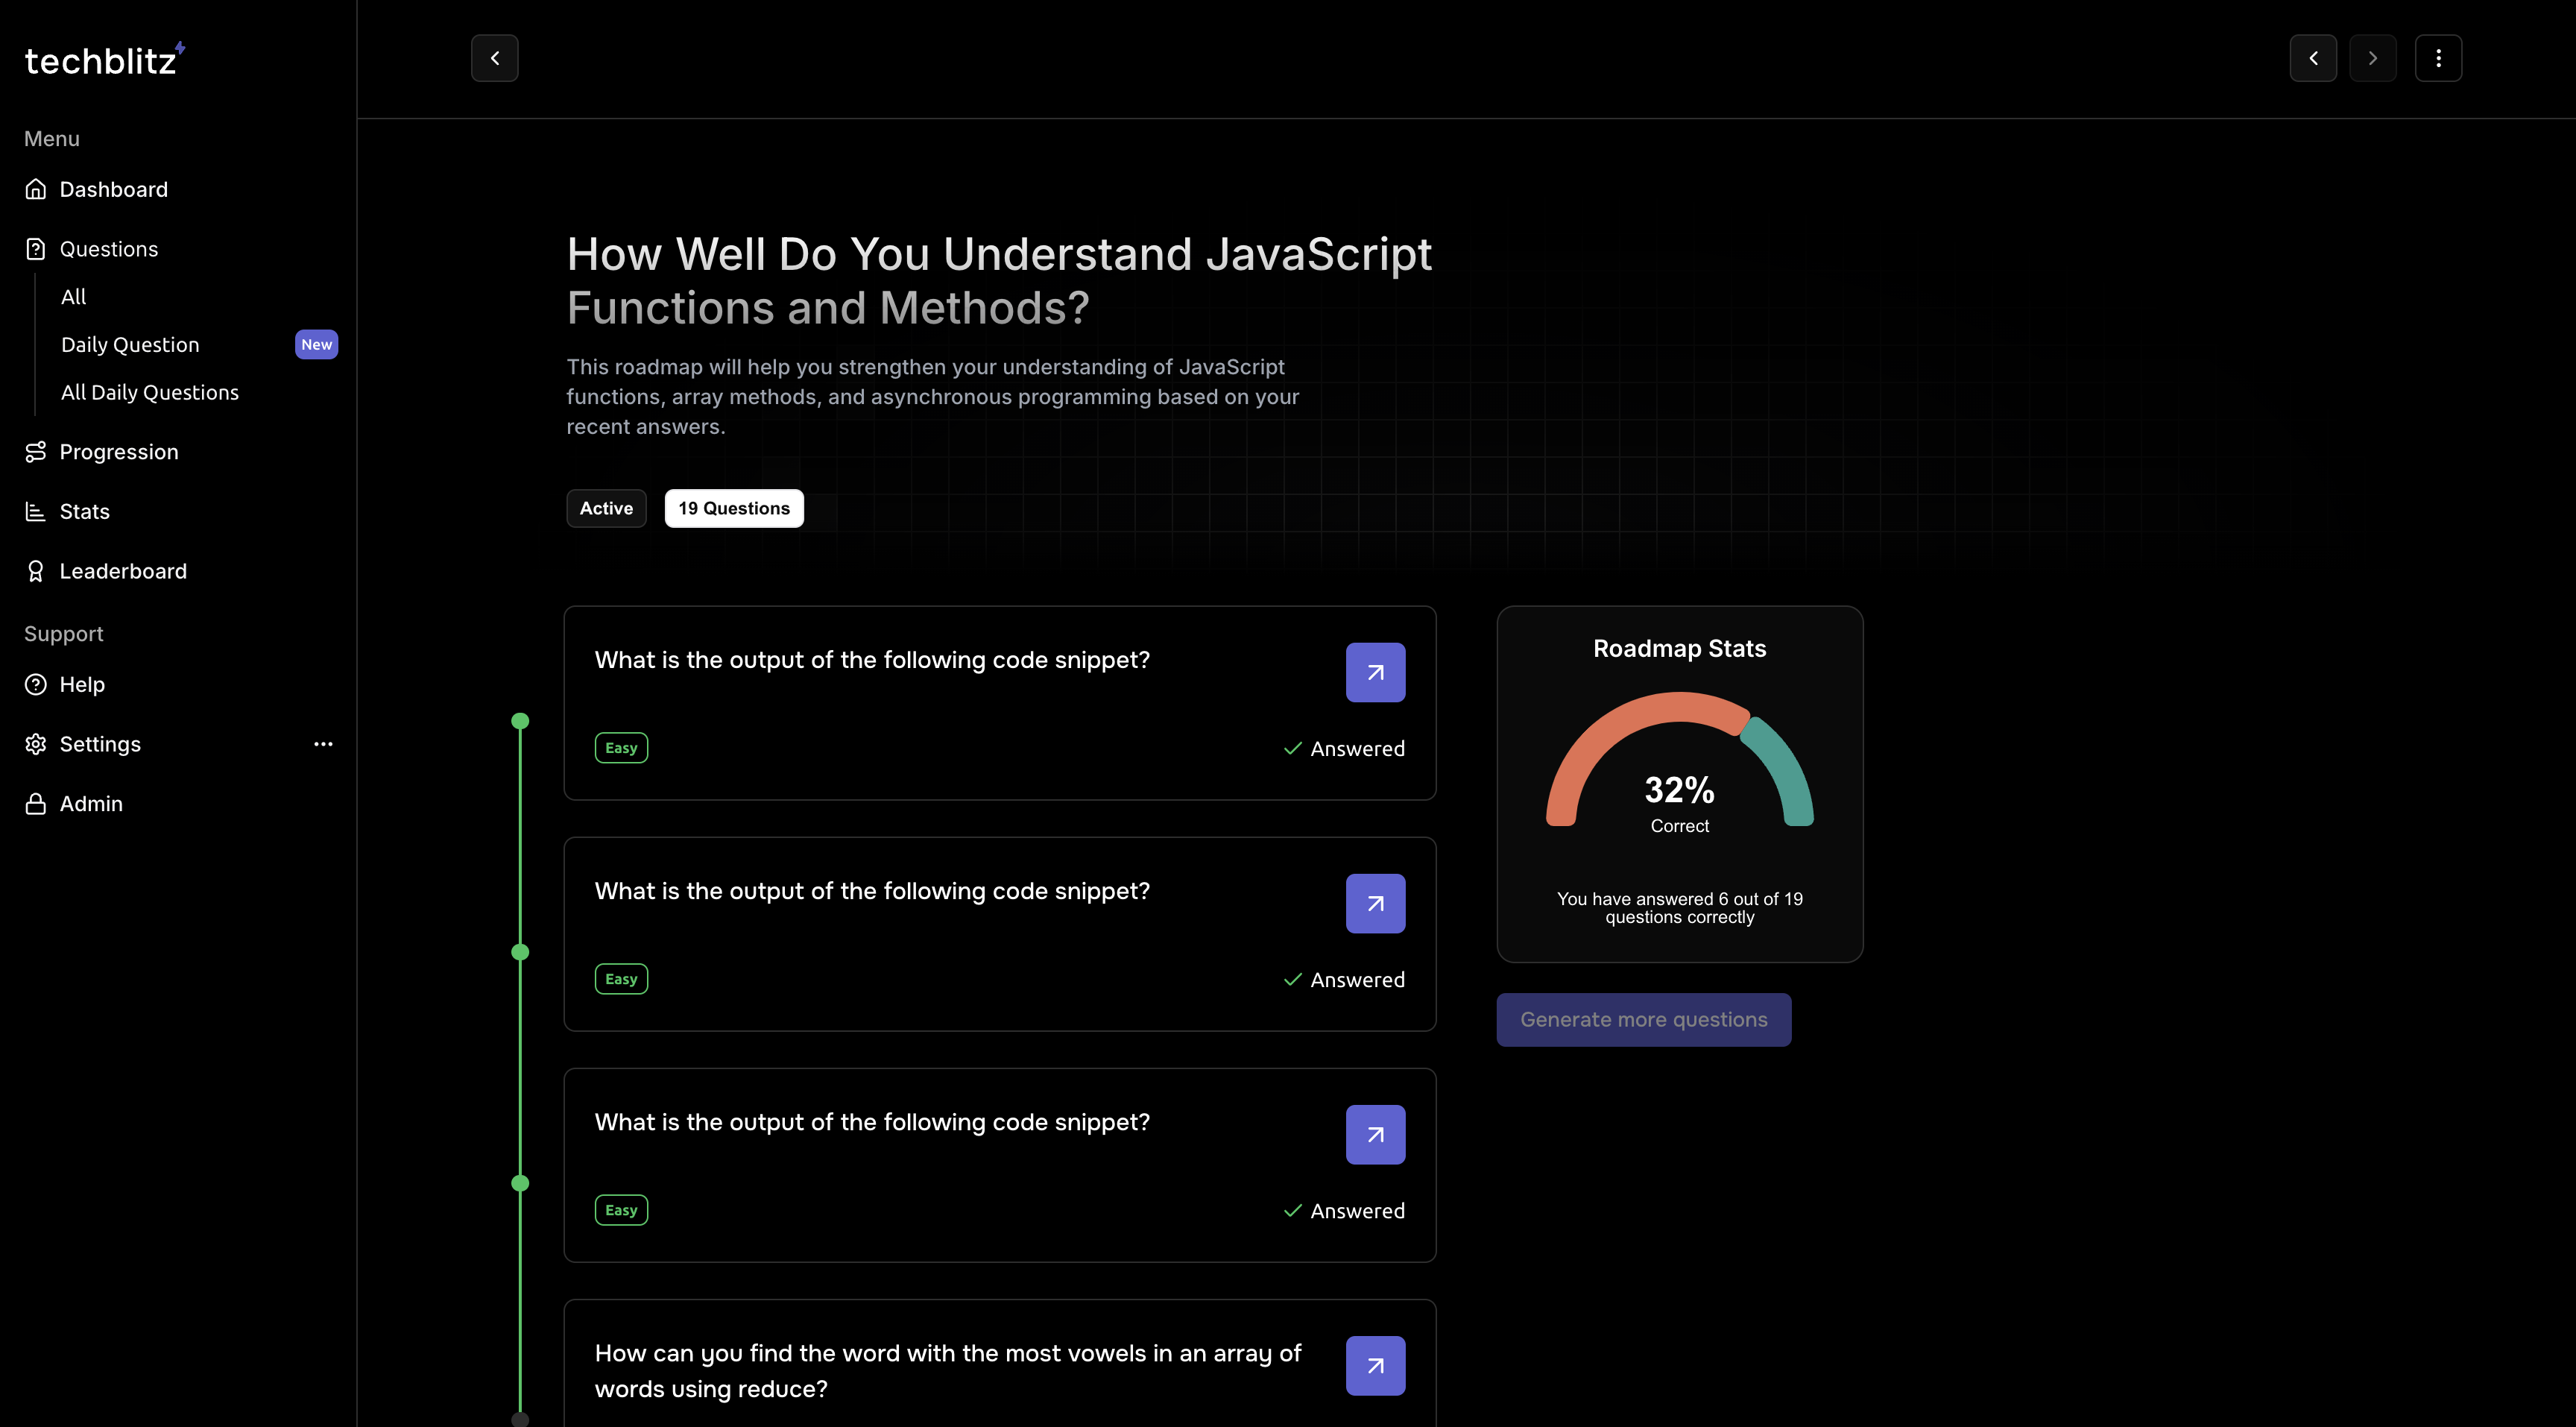 techblitz
Menu
Dashboard
Questions
All
Daily Question
New
All Daily Questions
Progression
Stats
Leaderboard
Support
Help
Settings
Admin
How Well Do You Understand JavaScript
Functions and Methods?
This roadmap will help you strengthen your understanding of JavaScript
functions, array methods, and asynchronous programming based on your
recent answers.
Active
19 Questions
What is the output of the following code snippet?
Easy
Answered
What is the output of the following code snippet?
Easy
Answered
What is the output of the following code snippet?
Easy
Answered
How can you find the word with the most vowels in an array of
words using reduce?
Roadmap Stats
32%
Correct
You have answered 6 out of 19
questions correctly
Generate more questions